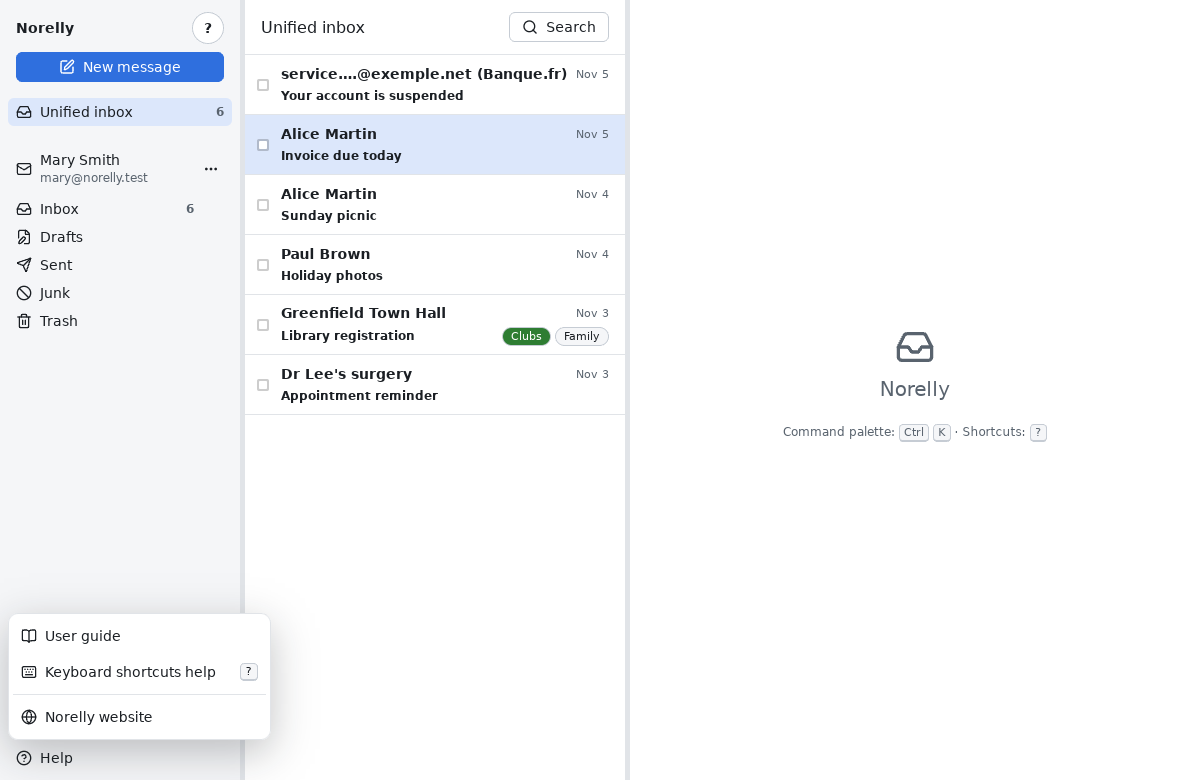 Norelly
?
New message
Unified inbox 6
Mary Smith
mary@norelly.test
Inbox 6
Drafts
Sent
Junk
Trash
User guide
Keyboard shortcuts help ?
Norelly website
Help
Unified inbox
Search
service....@exemple.net (Banque.fr) Nov 5
Your account is suspended
Alice Martin Nov 5
Invoice due today
Alice Martin Nov 4
Sunday picnic
Paul Brown Nov 4
Holiday photos
Greenfield Town Hall Nov 3
Library registration Clubs Family
Dr Lee's surgery Nov 3
Appointment reminder
Norelly
Command palette: Ctrl K · Shortcuts: ?